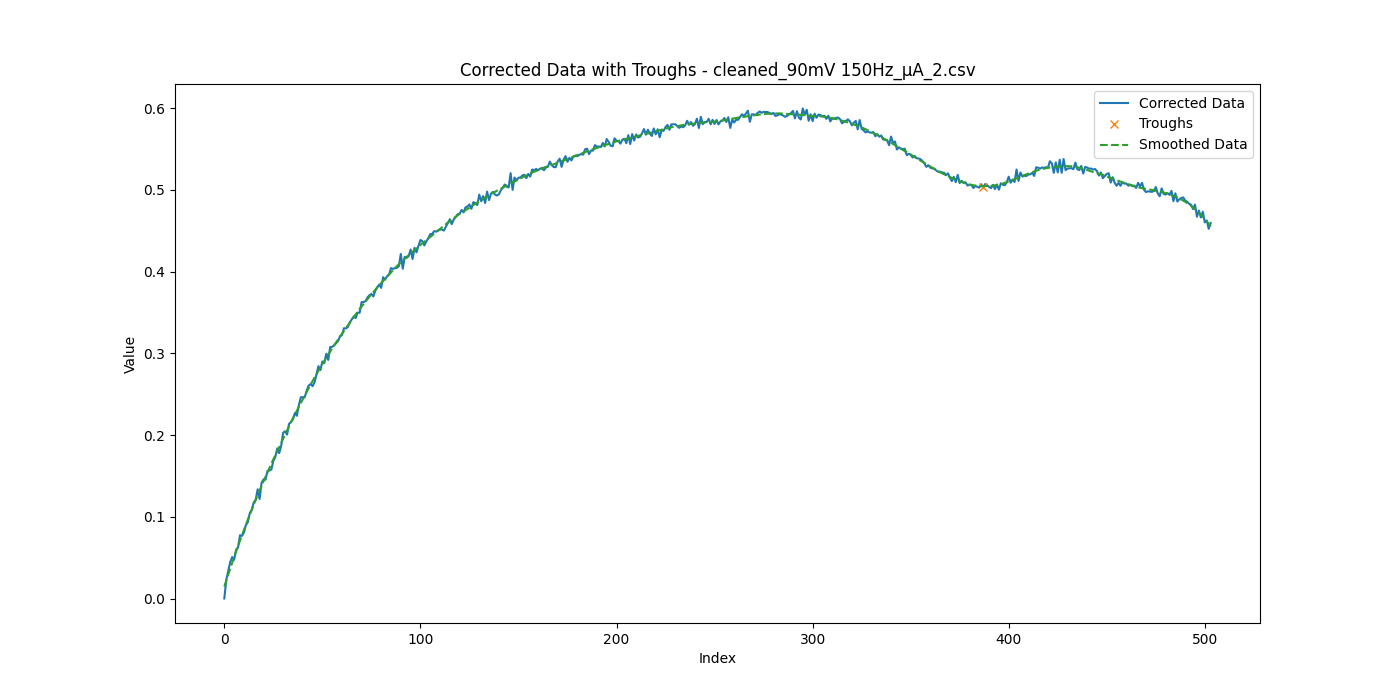 Corrected Data with Troughs - cleaned_90mV 150Hz_µA_2.csv
Corrected Data
Troughs
Smoothed Data
Value
0.6
0.5
0.4
0.3
0.2
0.1
0.0
0 100 200 300 400 500
Index